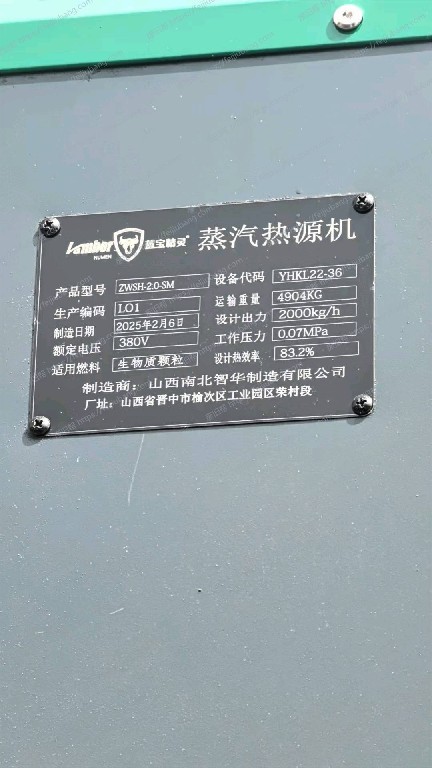 Lamber 蓝宝精灵® 蒸汽热源机
RUMEN
产品型号 ZWSH-2.0-SM 设备代码 YHKL22-36
生产编码 L01 运输重量 4904KG
制造日期 2025年2月6日 设计出力 2000kg/h
额定电压 380V 工作压力 0.07MPa
适用燃料 生物质颗粒 设计热效率 83.2%
制造商：山西南北智华制造有限公司
厂址：山西省晋中市榆次区工业园区荣村段